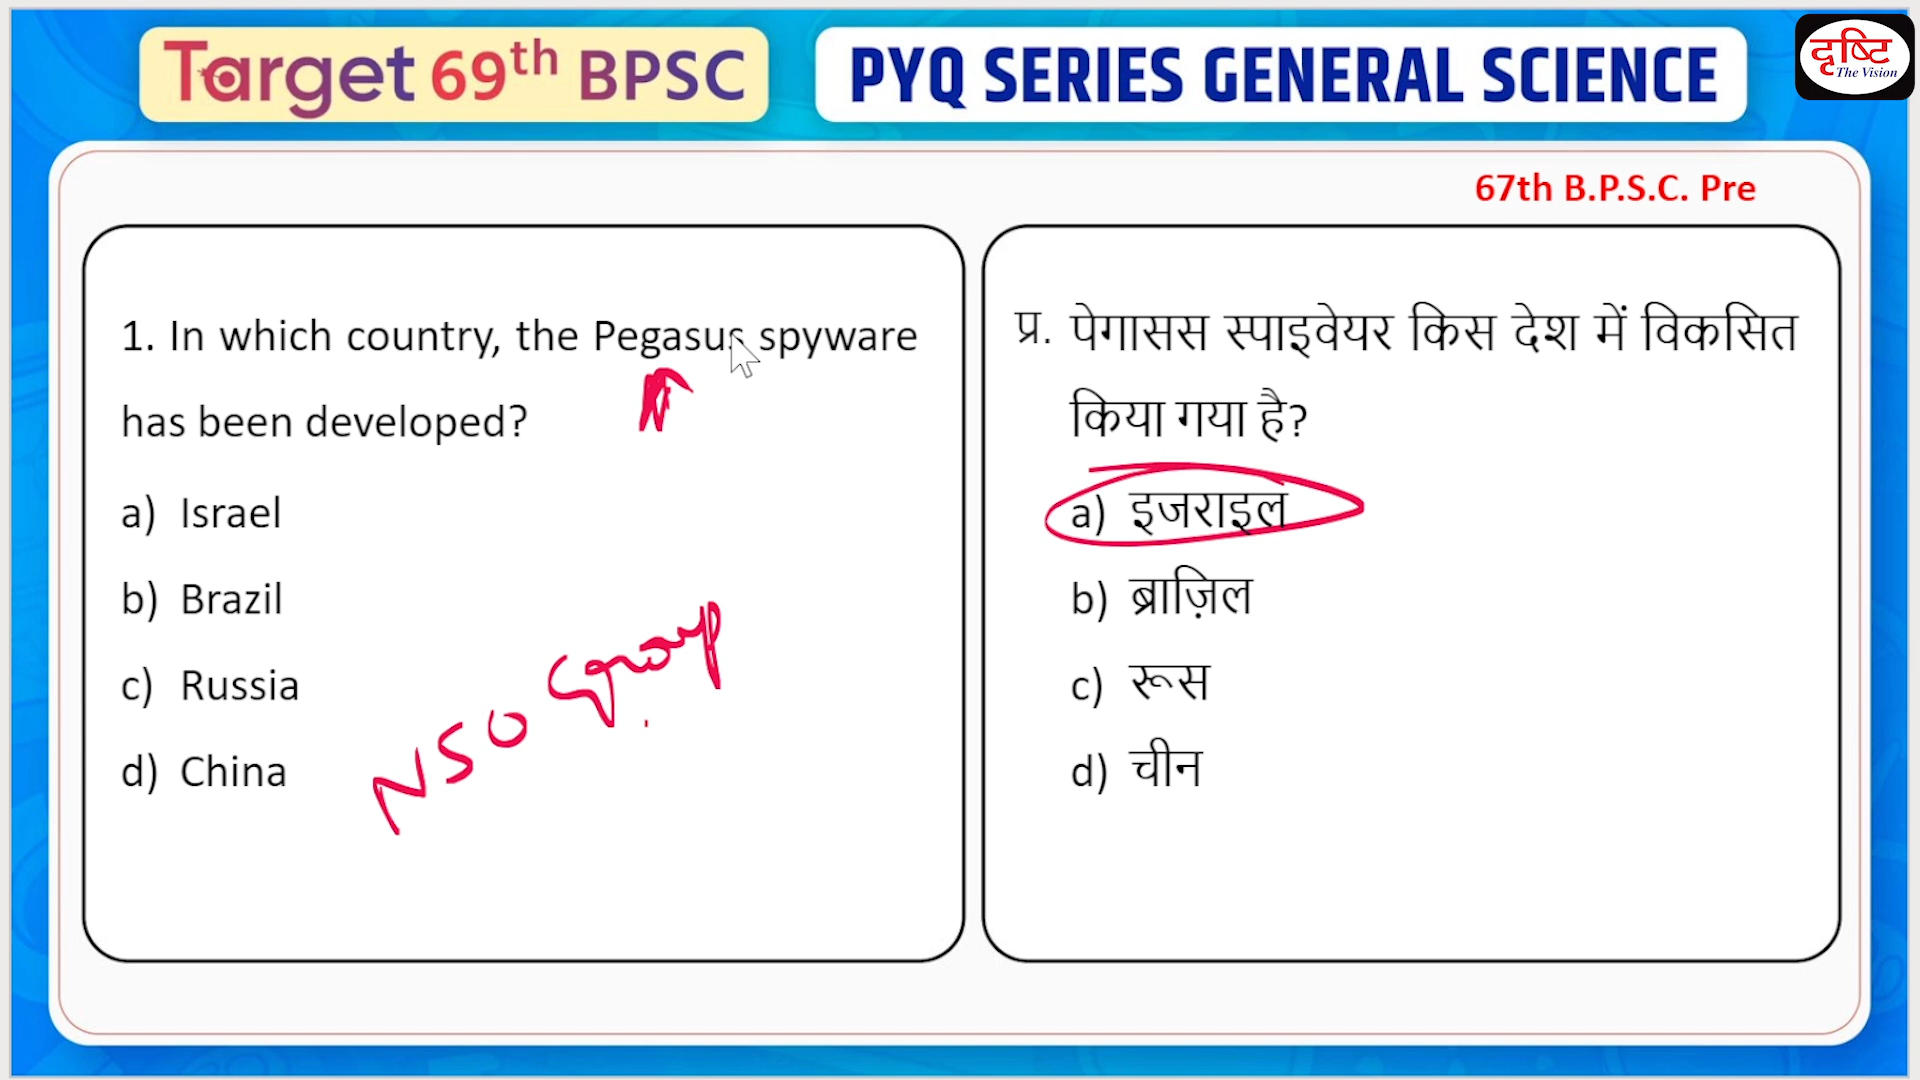 Target 69th BPSC
PYQ SERIES GENERAL SCIENCE
दृष्टि
The Vision
67th B.P.S.C. Pre
1. In which country, the Pegasus spyware
has been developed?
a) Israel
b) Brazil
c) Russia
d) China
NSO Group
प्र. पेगासस स्पाइवेयर किस देश में विकसित
किया गया है?
a) इजराइल
b) ब्राज़िल
c) रूस
d) चीन